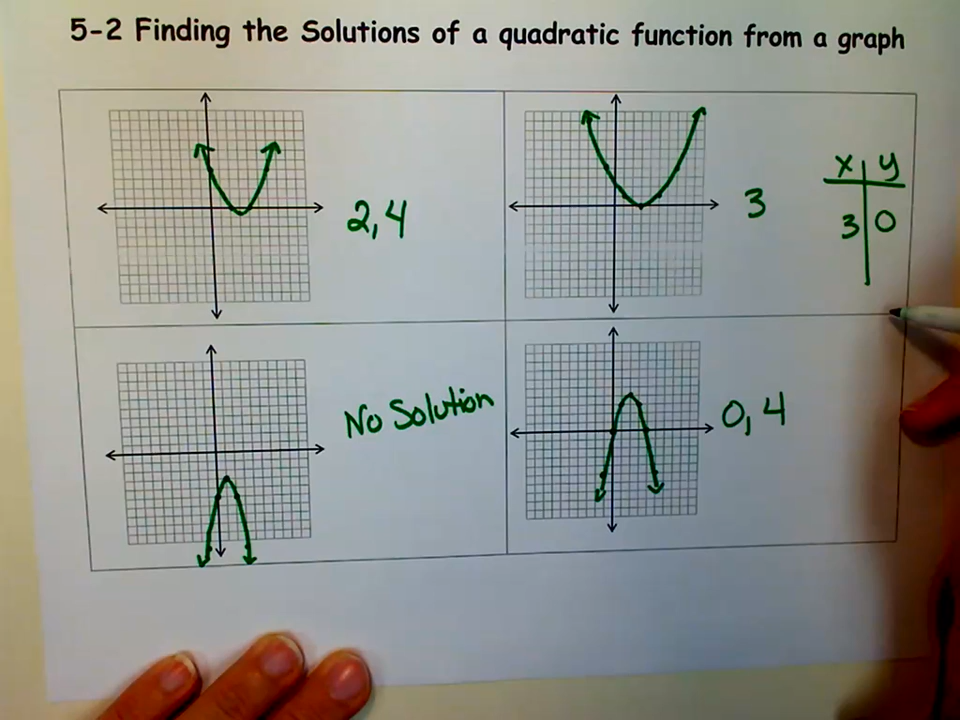 5-2 Finding the Solutions of a quadratic function from a graph
2,4
3
x y
3 0
No Solution
0, 4